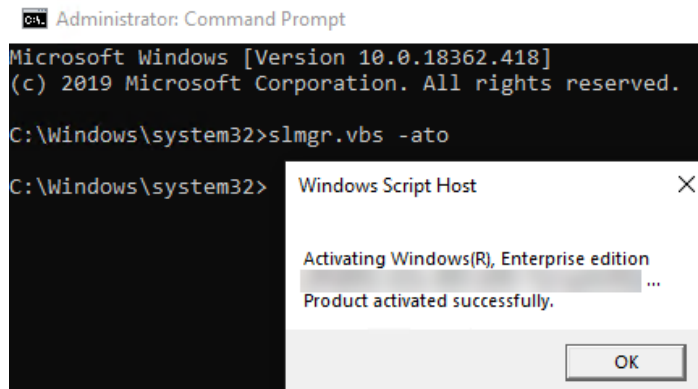 Administrator: Command Prompt
Microsoft Windows [Version 10.0.18362.418]
(c) 2019 Microsoft Corporation. All rights reserved.
C:\Windows\system32>slmgr.vbs -ato
C:\Windows\system32>
Windows Script Host
Activating Windows(R), Enterprise edition
...
Product activated successfully.
OK